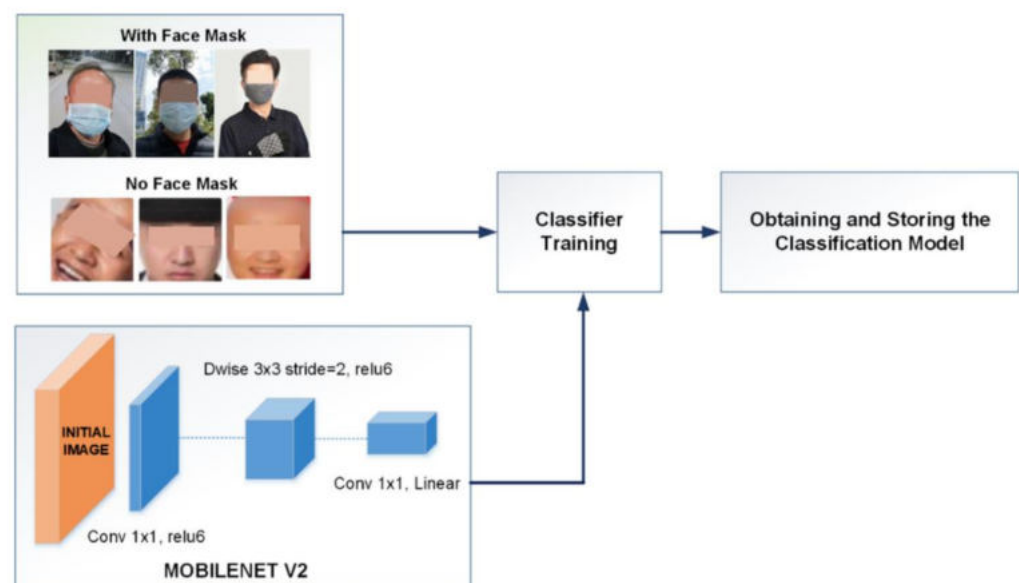 With Face Mask
No Face Mask
Classifier
Training
Obtaining and Storing the
Classification Model
Dwise 3x3 stride=2, relu6
INITIAL
IMAGE
Conv 1x1, Linear
Conv 1x1, relu6
MOBILENET V2